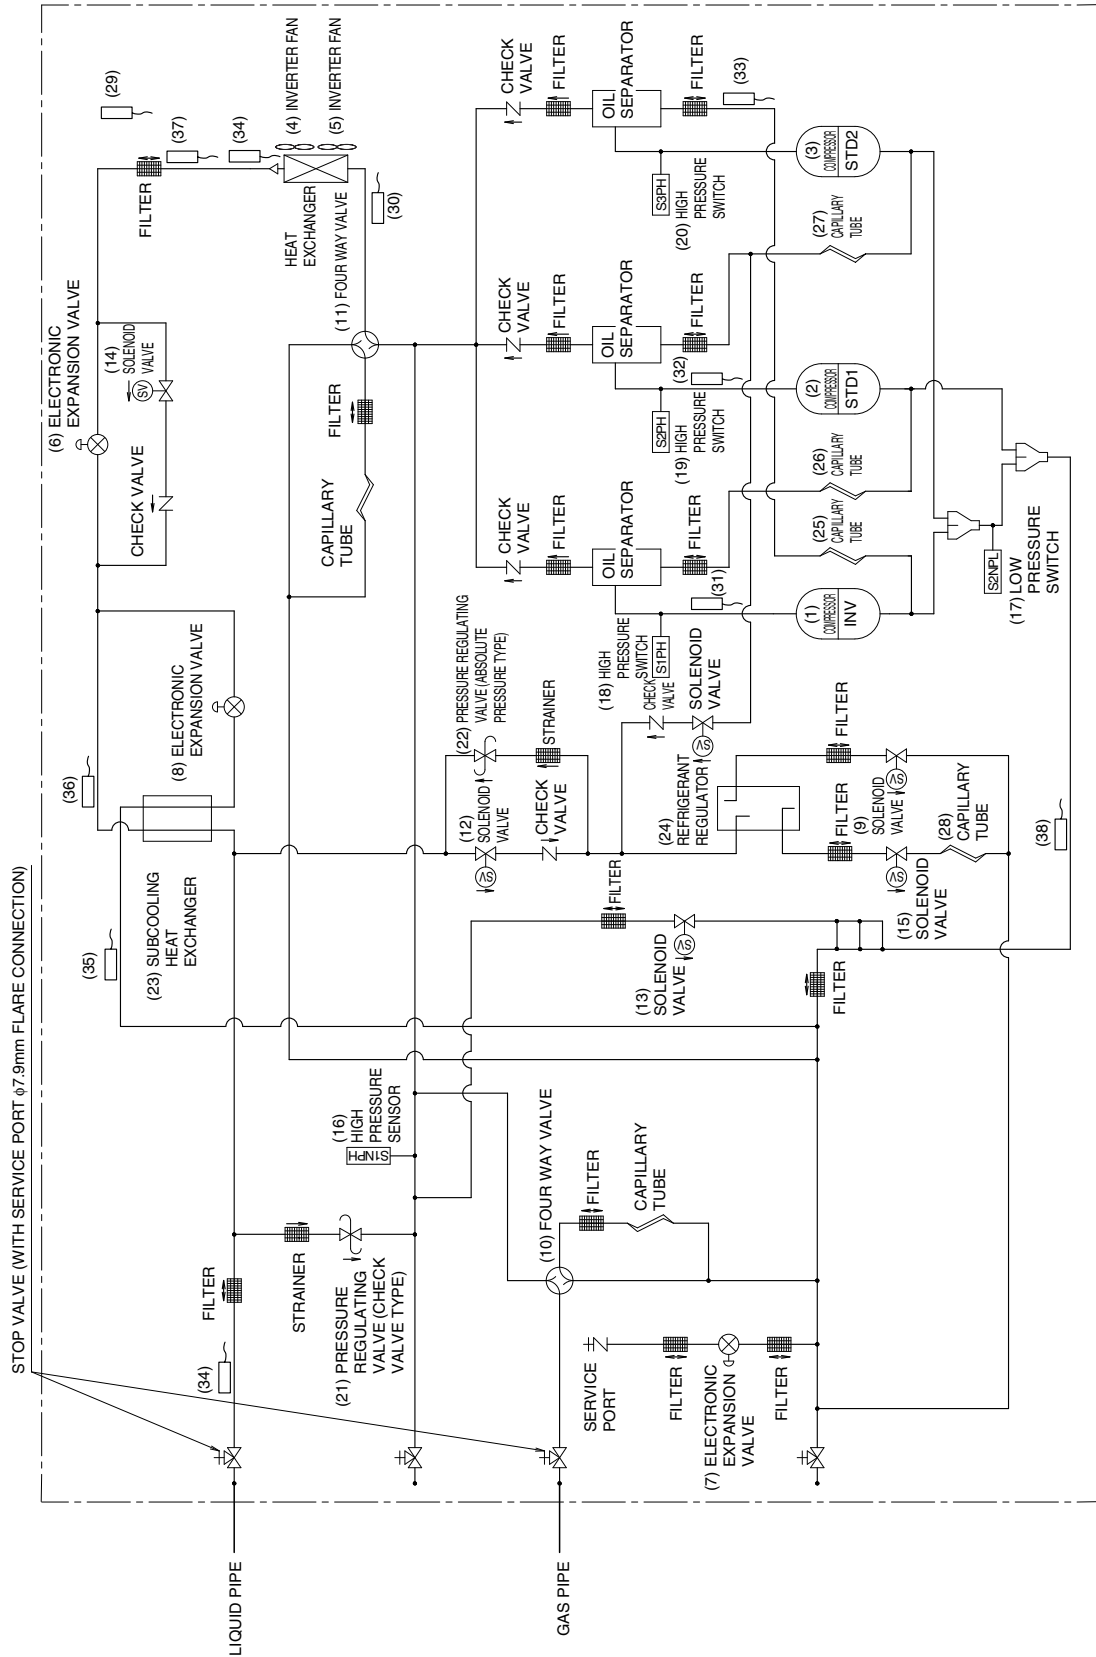 STOP VALVE (WITH SERVICE PORT φ7.9mm FLARE CONNECTION)
(29)
(37)
(34)
(4) INVERTER FAN
(5) INVERTER FAN
FILTER
HEAT
EXCHANGER
(30)
(11) FOUR WAY VALVE
(6) ELECTRONIC
EXPANSION VALVE
(14)
SOLENOID
VALVE
SV
CHECK VALVE
FILTER
CAPILLARY
TUBE
(36)
(8) ELECTRONIC
EXPANSION VALVE
(35)
(23) SUBCOOLING
HEAT
EXCHANGER
CHECK
VALVE
FILTER
OIL
SEPARATOR
FILTER
(33)
S3PH
(20) HIGH
PRESSURE
SWITCH
(3)
COMPRESSOR
STD2
(27)
CAPILLARY
TUBE
CHECK
VALVE
FILTER
OIL
SEPARATOR
FILTER
(32)
S2PH
(19) HIGH
PRESSURE
SWITCH
(2)
COMPRESSOR
STD1
(26)
CAPILLARY
TUBE
(25)
CAPILLARY
TUBE
CHECK
VALVE
FILTER
OIL
SEPARATOR
FILTER
(31)
S1PH
(18) HIGH
PRESSURE
SWITCH
(1)
COMPRESSOR
INV
S2NPL
(17) LOW
PRESSURE
SWITCH
(22) PRESSURE REGULATING
VALVE (ABSOLUTE
PRESSURE TYPE)
STRAINER
(12)
SOLENOID
VALVE
SV
CHECK
VALVE
CHECK
VALVE
SOLENOID
VALVE
SV
(24)
REFRIGERANT
REGULATOR
FILTER
SV
FILTER
(9)
SOLENOID
VALVE
SV
(28)
CAPILLARY
TUBE
(15)
SOLENOID
VALVE
(38)
FILTER
SV
(13)
SOLENOID
VALVE
FILTER
(16)
HIGH
PRESSURE
SENSOR
S1NPH
(10) FOUR WAY VALVE
FILTER
CAPILLARY
TUBE
FILTER
STRAINER
(21) PRESSURE
REGULATING
VALVE (CHECK
VALVE TYPE)
(34)
SERVICE
PORT
FILTER
(7) ELECTRONIC
EXPANSION
VALVE
FILTER
LIQUID PIPE
GAS PIPE